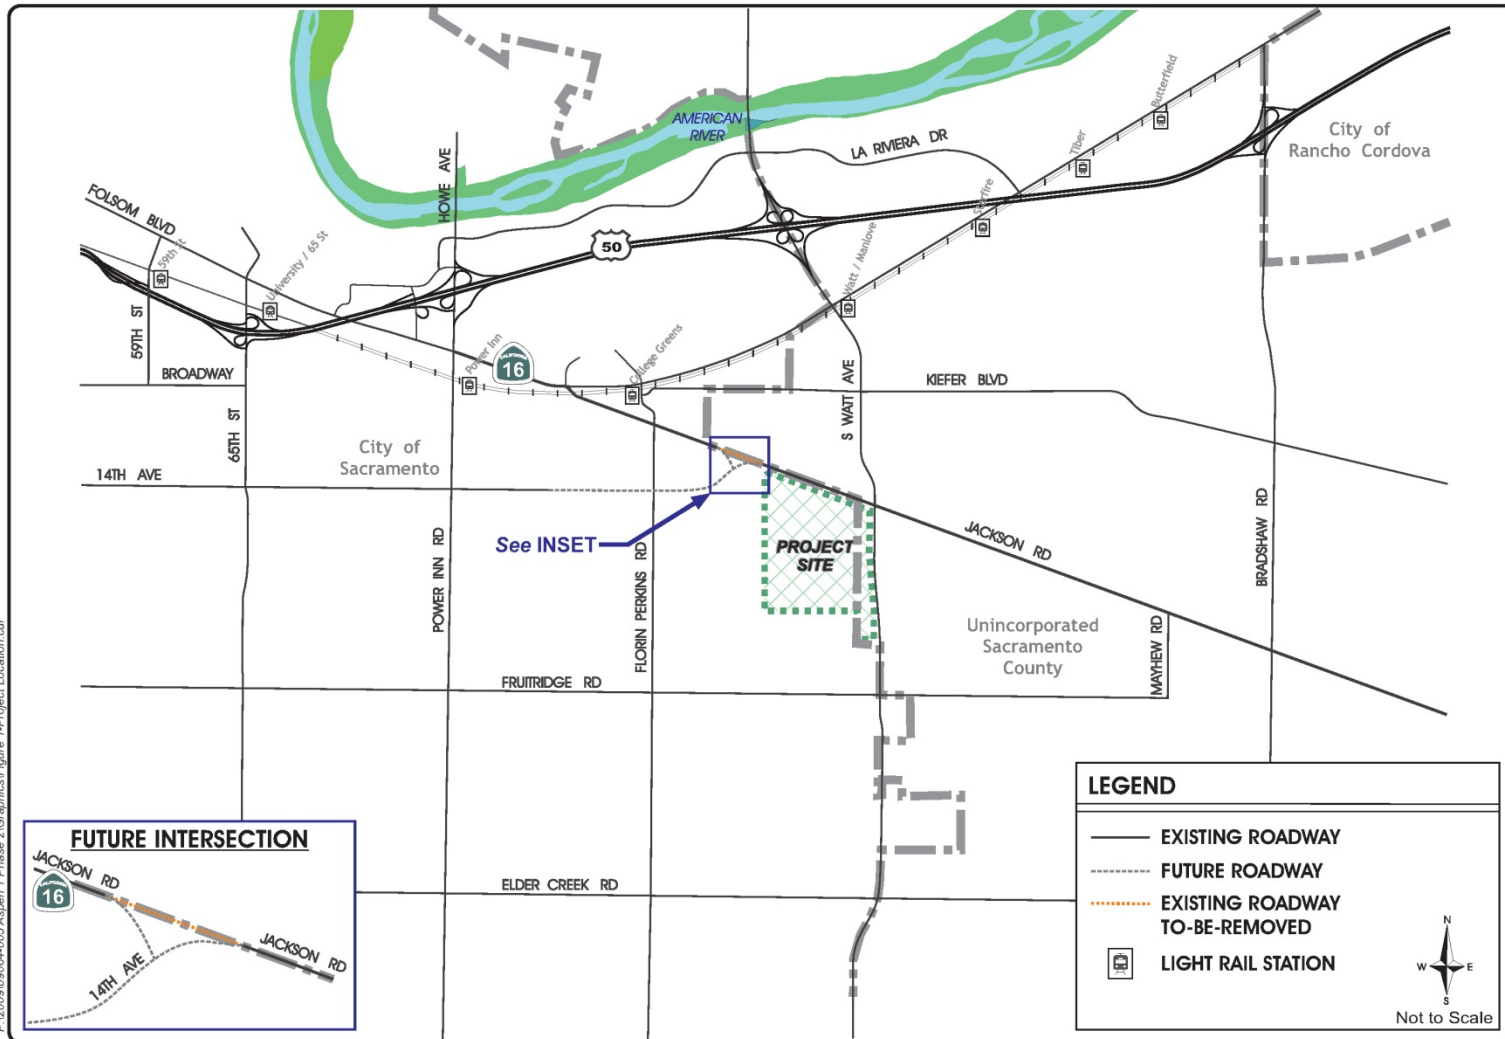 AMERICAN
RIVER
LA RIVIERA DR
Butterfield
Tiber
Starfire
City of
Rancho Cordova
HOWE AVE
FOLSOM BLVD
59th St
University / 65 St
50
Watt / Manlove
59TH ST
BROADWAY
Power Inn
CALIFORNIA
16
College Greens
KIEFER BLVD
S WATT AVE
65TH ST
City of
Sacramento
14TH AVE
See INSET
PROJECT
SITE
JACKSON RD
BRADSHAW RD
POWER INN RD
FLORIN PERKINS RD
Unincorporated
Sacramento
County
MAYHEW RD
FRUITRIDGE RD
ELDER CREEK RD
FUTURE INTERSECTION
JACKSON RD
CALIFORNIA
16
JACKSON RD
14TH AVE
LEGEND
EXISTING ROADWAY
FUTURE ROADWAY
EXISTING ROADWAY
TO-BE-REMOVED
LIGHT RAIL STATION
N
W
E
S
Not to Scale